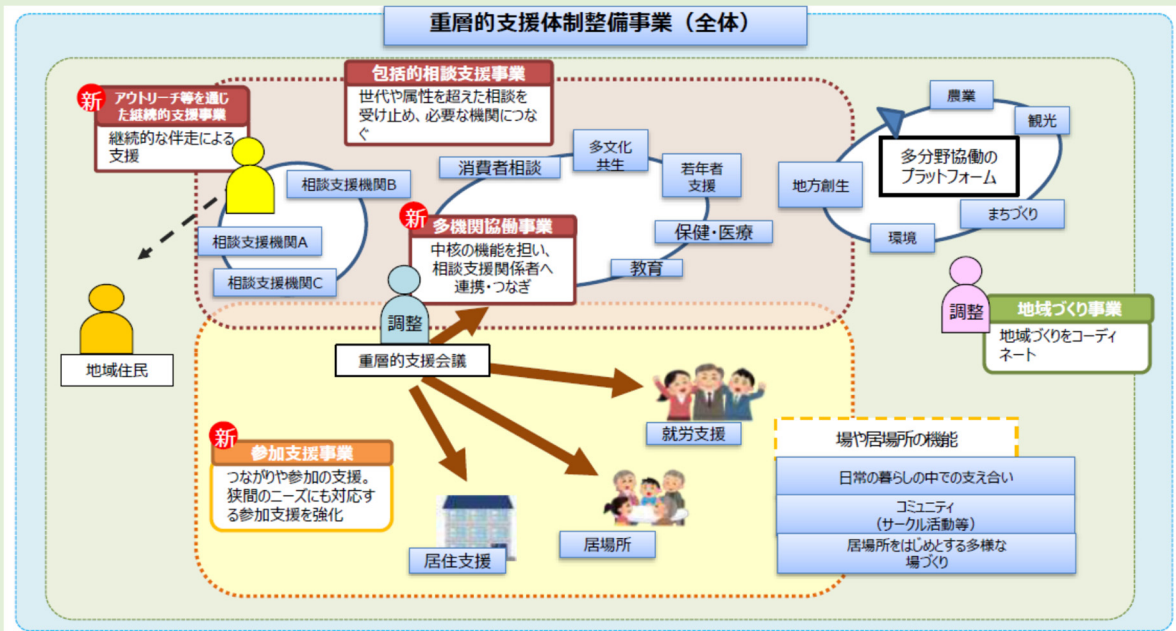 重層的支援体制整備事業（全体）
新
アウトリーチ等を通じ
た継続的支援事業
継続的な伴走による
支援
包括的相談支援事業
世代や属性を超えた相談を
受け止め、必要な機関につな
ぐ
相談支援機関B
相談支援機関A
相談支援機関C
消費者相談
多文化
共生
若年者
支援
保健・医療
教育
新
多機関協働事業
中核の機能を担い、
相談支援関係者へ
連携・つなぎ
農業
観光
多分野協働の
プラットフォーム
地方創生
まちづくり
環境
地域住民
調整
重層的支援会議
調整
地域づくり事業
地域づくりをコーディ
ネート
新
参加支援事業
つながりや参加の支援。
狭間のニーズにも対応す
る参加支援を強化
就労支援
居住支援
居場所
場や居場所の機能
日常の暮らしの中での支え合い
コミュニティ
（サークル活動等）
居場所をはじめとする多様な
場づくり